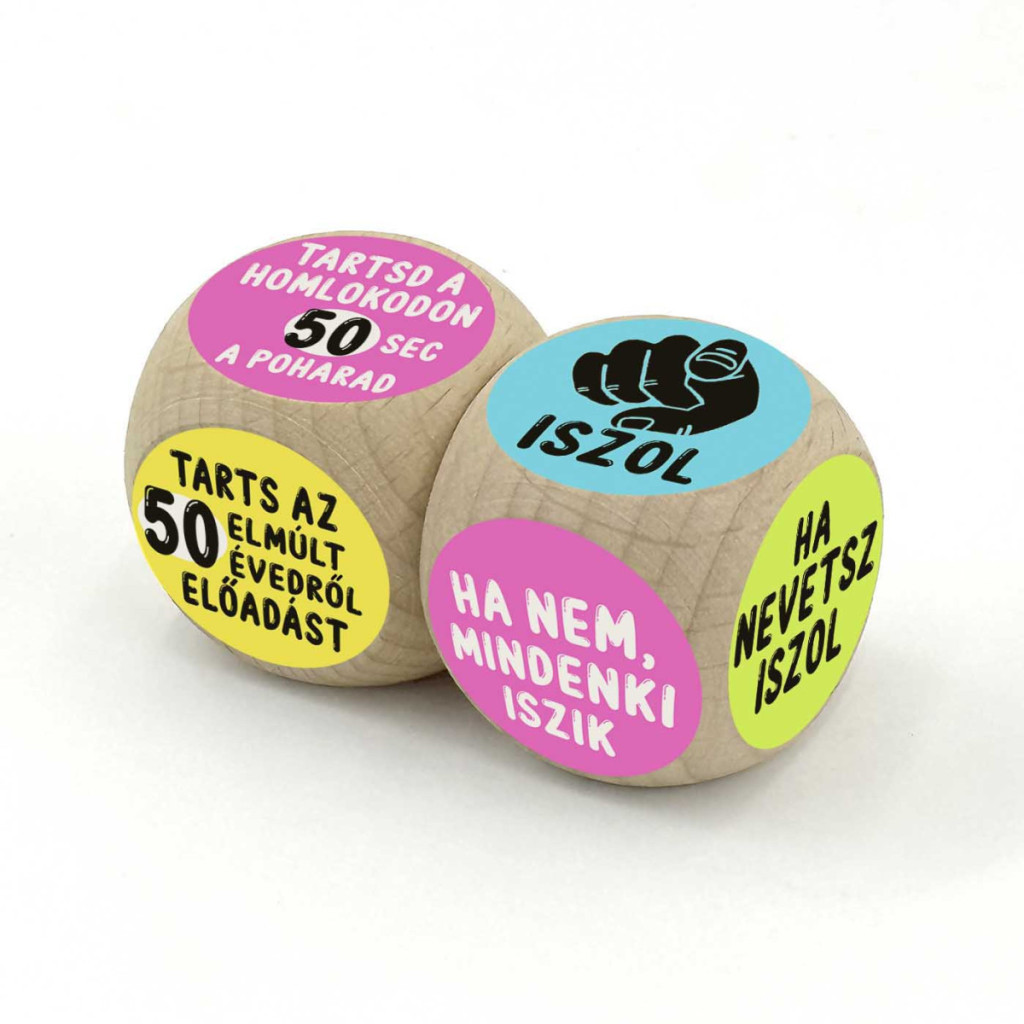 TARTSD A
HOMLOKODON
50 SEC
A POHARAD
TARTS AZ
50 ELMÚLT
ÉVEDRŐL
ELŐADÁST
ISZOL
HA NEM,
MINDENKI
ISZIK
HA
NEVETSZ
ISZOL